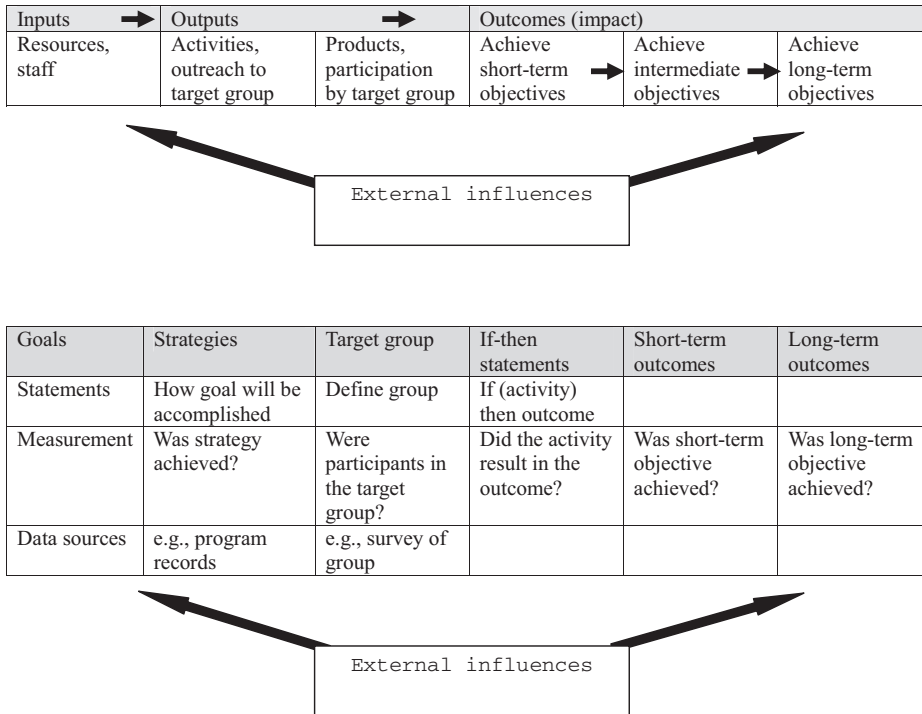 Inputs Outputs Outcomes (impact)
Resources, staff
Activities, outreach to target group
Products, participation by target group
Achieve short-term objectives
Achieve intermediate objectives
Achieve long-term objectives
External influences
Goals Strategies Target group If-then statements Short-term outcomes Long-term outcomes
Statements
How goal will be accomplished
Define group
If (activity) then outcome
Measurement
Was strategy achieved?
Were participants in the target group?
Did the activity result in the outcome?
Was short-term objective achieved?
Was long-term objective achieved?
Data sources
e.g., program records
e.g., survey of group
External influences